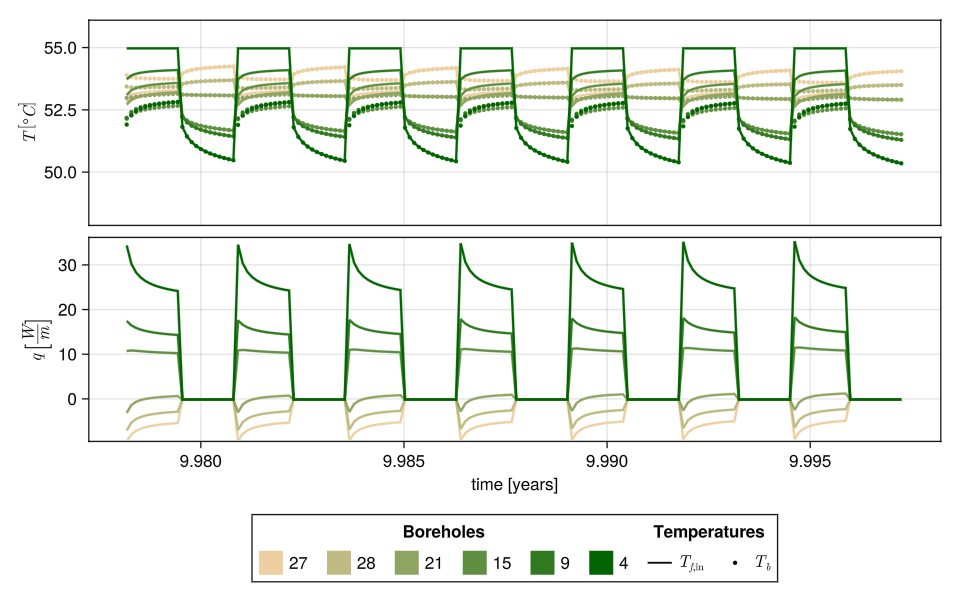 55.0
52.5
50.0
T [°C]
30
20
10
0
q [W/m]
9.980 9.985 9.990 9.995
time [years]
Boreholes Temperatures
27 28 21 15 9 4 T_{f,in} T_b